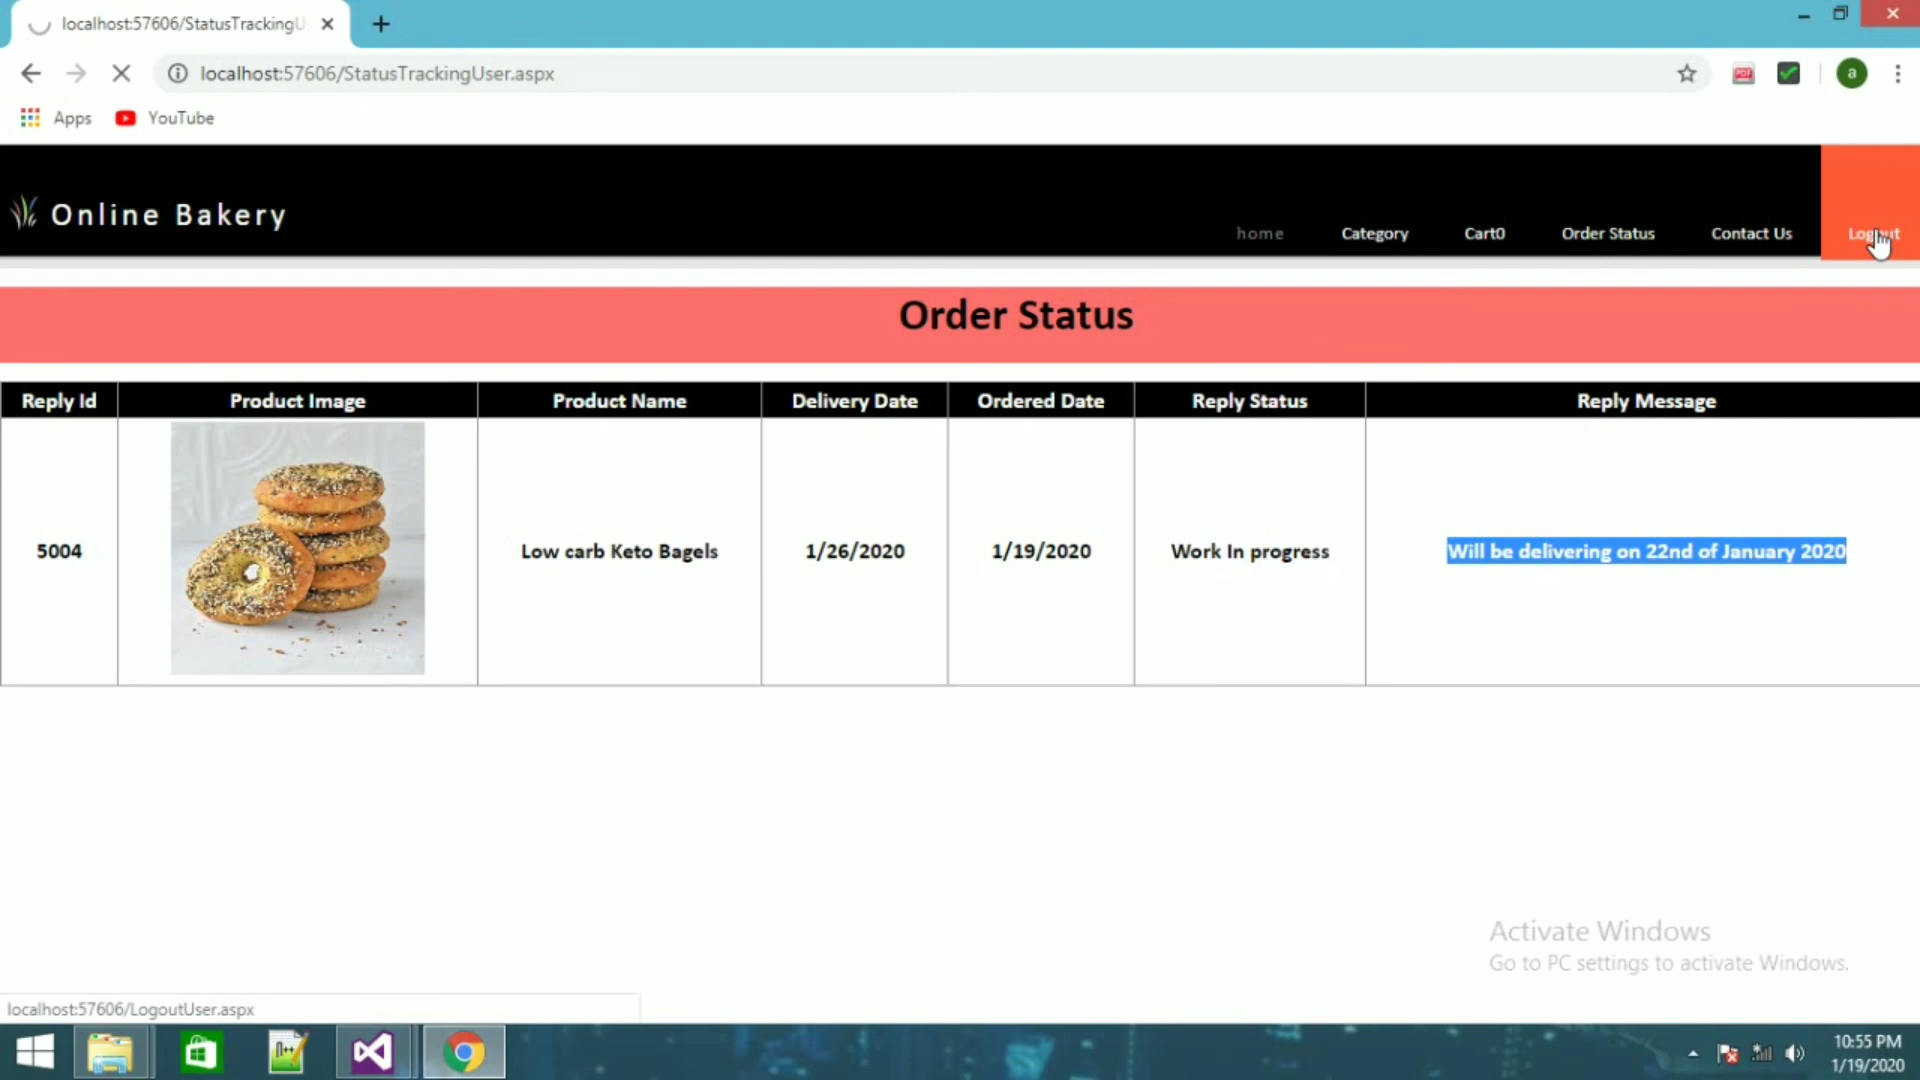 localhost:57606/StatusTrackingU
localhost:57606/StatusTrackingUser.aspx
a
Apps
YouTube
Online Bakery
home
Category
Cart0
Order Status
Contact Us
Order Status
Reply Id
Product Image
Product Name
Delivery Date
Ordered Date
Reply Status
Reply Message
5004
Low carb Keto Bagels
1/26/2020
1/19/2020
Work In progress
Will be delivering on 22nd of January 2020
Activate Windows
Go to PC settings to activate Windows.
localhost:57606/LogoutUser.aspx
10:55 PM
1/19/2020